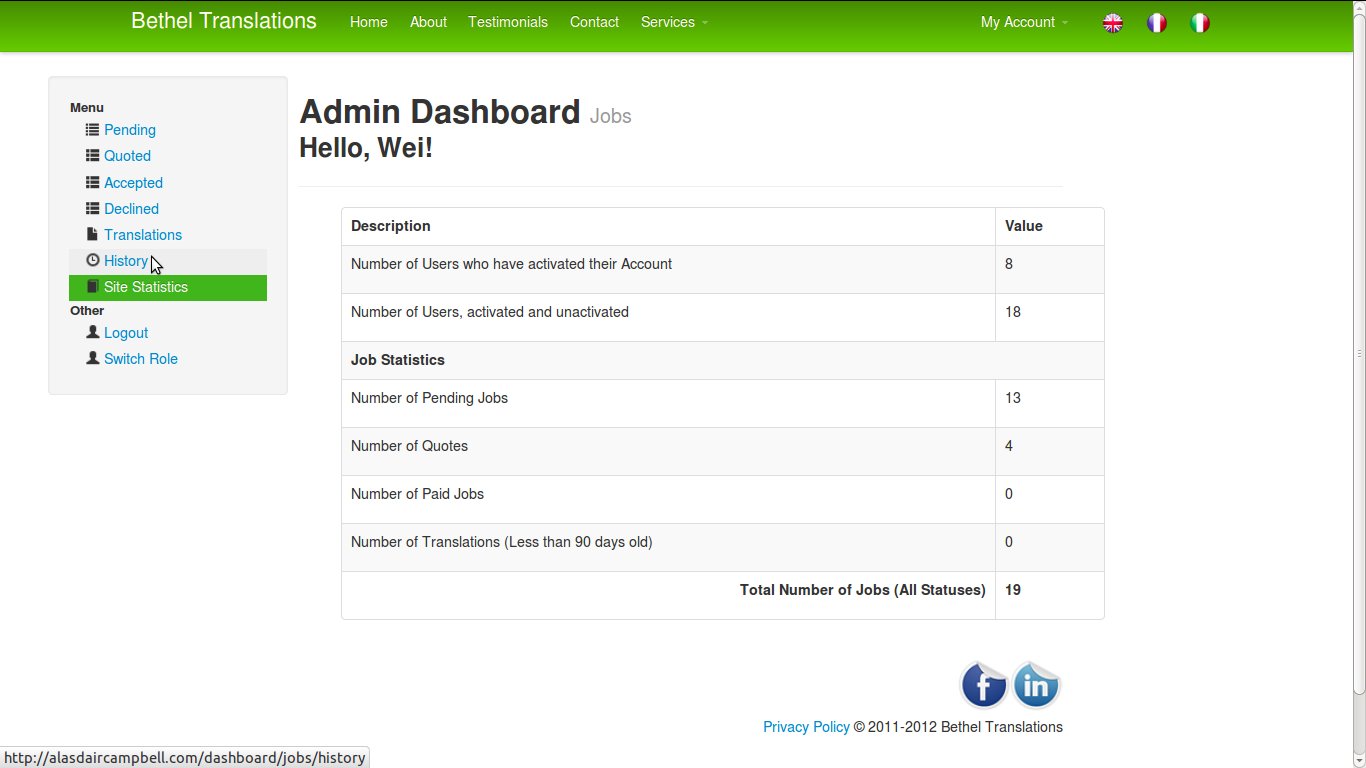 Bethel Translations Home About Testimonials Contact Services My Account
Menu
Pending
Quoted
Accepted
Declined
Translations
History
Site Statistics
Other
Logout
Switch Role
Admin Dashboard Jobs
Hello, Wei!
Description Value
Number of Users who have activated their Account 8
Number of Users, activated and unactivated 18
Job Statistics
Number of Pending Jobs 13
Number of Quotes 4
Number of Paid Jobs 0
Number of Translations (Less than 90 days old) 0
Total Number of Jobs (All Statuses) 19
f in
Privacy Policy © 2011-2012 Bethel Translations
http://alasdaircampbell.com/dashboard/jobs/history